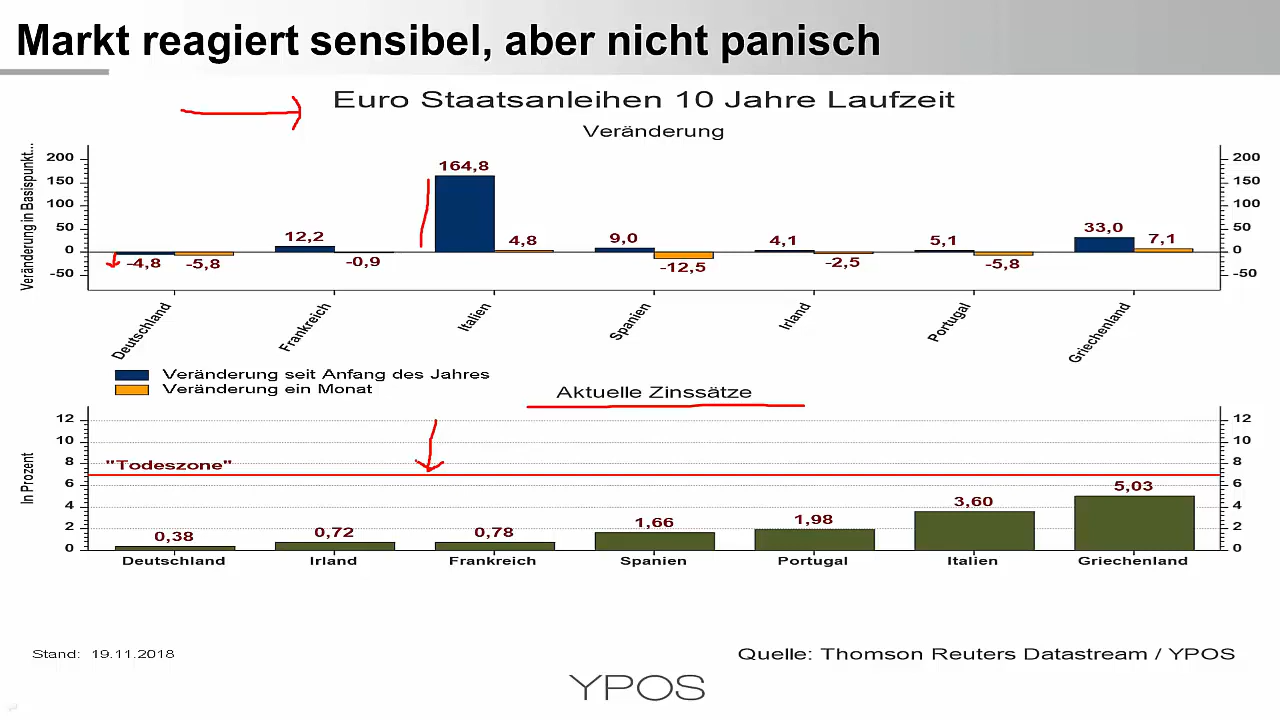 Markt reagiert sensibel, aber nicht panisch
Euro Staatsanleihen 10 Jahre Laufzeit
Veränderung
Veränderung in Basispunkt...
200
150
100
50
0
-50
-4,8
-5,8
12,2
-0,9
164,8
4,8
9,0
-12,5
4,1
-2,5
5,1
-5,8
33,0
7,1
200
150
100
50
0
-50
Deutschland
Frankreich
Italien
Spanien
Irland
Portugal
Griechenland
Veränderung seit Anfang des Jahres
Veränderung ein Monat
Aktuelle Zinssätze
In Prozent
12
10
8
6
4
2
0
"Todeszone"
0,38
0,72
0,78
1,66
1,98
3,60
5,03
12
10
8
6
4
2
0
Deutschland
Irland
Frankreich
Spanien
Portugal
Italien
Griechenland
Stand: 19.11.2018
Quelle: Thomson Reuters Datastream / YPOS
YPOS